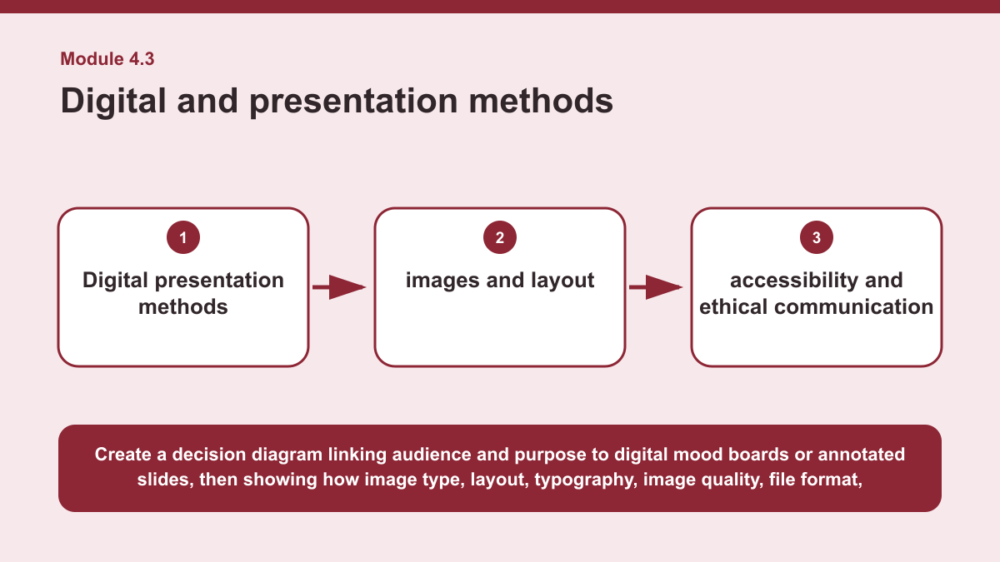 Module 4.3
Digital and presentation methods
1
Digital presentation
methods
2
images and layout
3
accessibility and
ethical communication
Create a decision diagram linking audience and purpose to digital mood boards or annotated
slides, then showing how image type, layout, typography, image quality, file format,